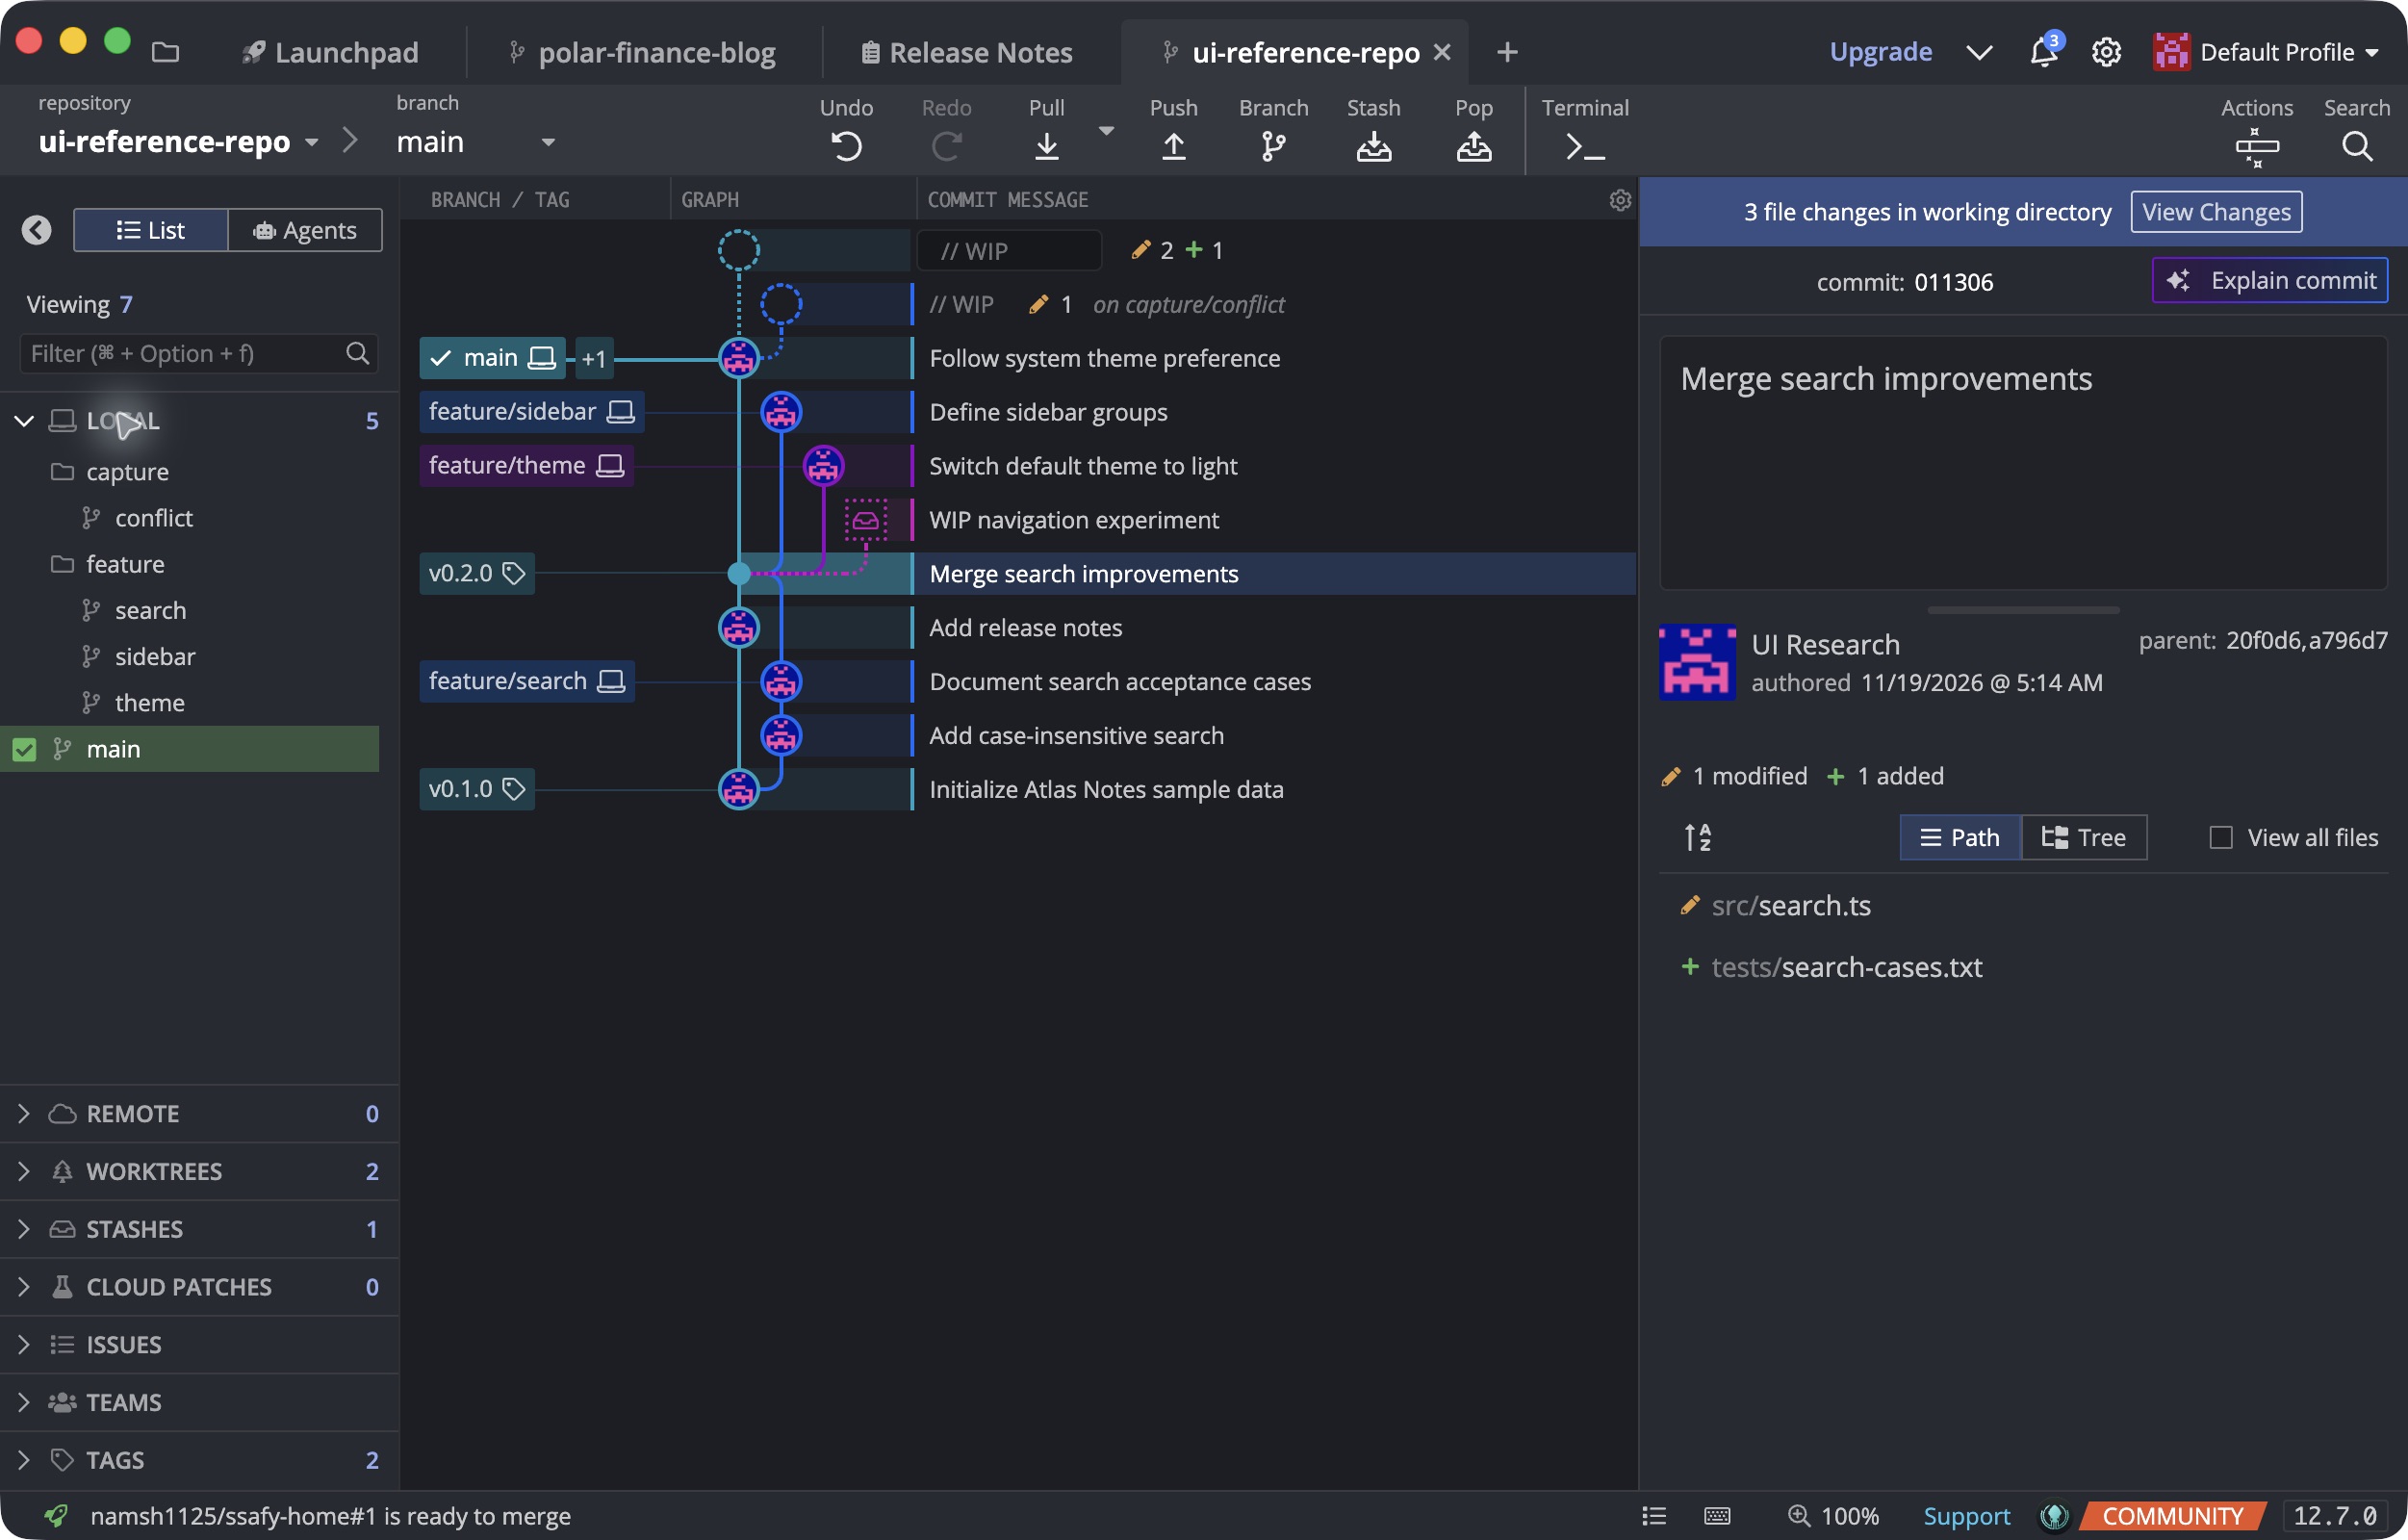 Launchpad
polar-finance-blog
Release Notes
ui-reference-repo
Upgrade
3
Default Profile
repository
ui-reference-repo
branch
main
Undo
Redo
Pull
Push
Branch
Stash
Pop
Terminal
Actions
Search
List
Agents
Viewing 7
Filter (⌘ + Option + f)
LOCAL 5
capture
conflict
feature
search
sidebar
theme
main
REMOTE 0
WORKTREES 2
STASHES 1
CLOUD PATCHES 0
ISSUES
TEAMS
TAGS 2
BRANCH / TAG
GRAPH
COMMIT MESSAGE
// WIP 2 + 1
// WIP 1 on capture/conflict
main +1 Follow system theme preference
feature/sidebar Define sidebar groups
feature/theme Switch default theme to light
WIP navigation experiment
v0.2.0 Merge search improvements
Add release notes
feature/search Document search acceptance cases
Add case-insensitive search
v0.1.0 Initialize Atlas Notes sample data
3 file changes in working directory
View Changes
commit: 011306
Explain commit
Merge search improvements
UI Research
authored 11/19/2026 @ 5:14 AM
parent: 20f0d6,a796d7
1 modified + 1 added
A
Z
Path
Tree
View all files
src/search.ts
+ tests/search-cases.txt
namsh1125/ssafy-home#1 is ready to merge
100%
Support
COMMUNITY
12.7.0